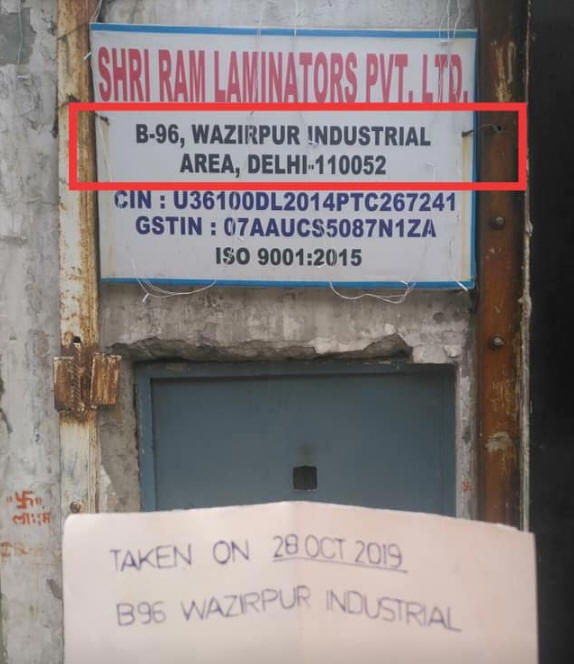 SHRI RAM LAMINATORS PVT. LTD.
B-96, WAZIRPUR INDUSTRIAL
AREA, DELHI-110052
CIN : U36100DL2014PTC267241
GSTIN : 07AAUCS5087N1ZA
ISO 9001:2015
TAKEN ON 28 OCT 2019
B96 WAZIRPUR INDUSTRIAL